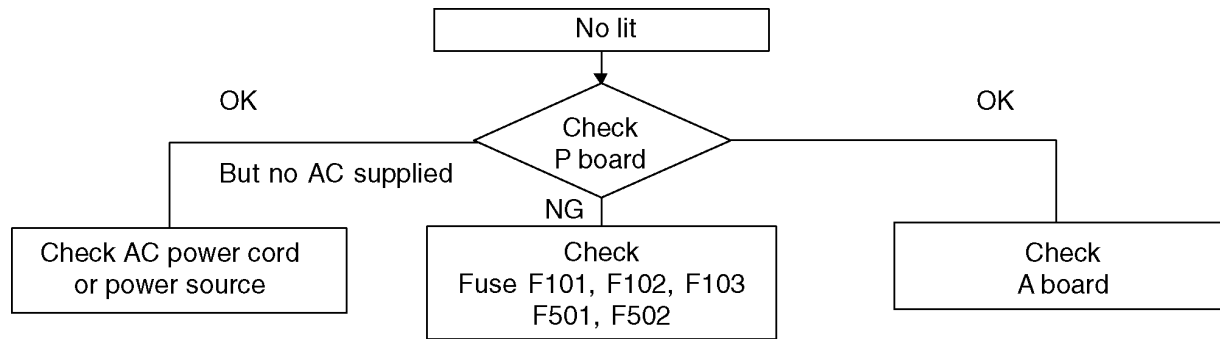 No lit
OK
OK
Check
P board
But no AC supplied
NG
Check AC power cord
or power source
Check
Fuse F101, F102, F103
F501, F502
Check
A board